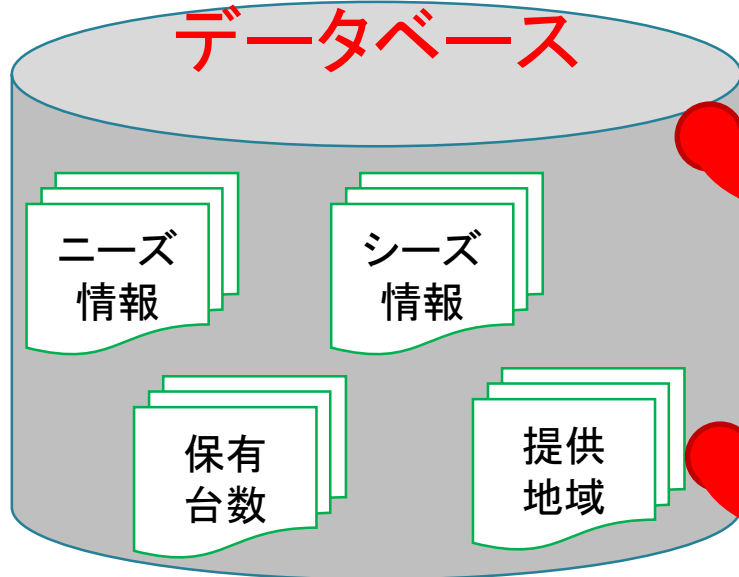 データベース
ニーズ
情報
シーズ
情報
保有
台数
提供
地域